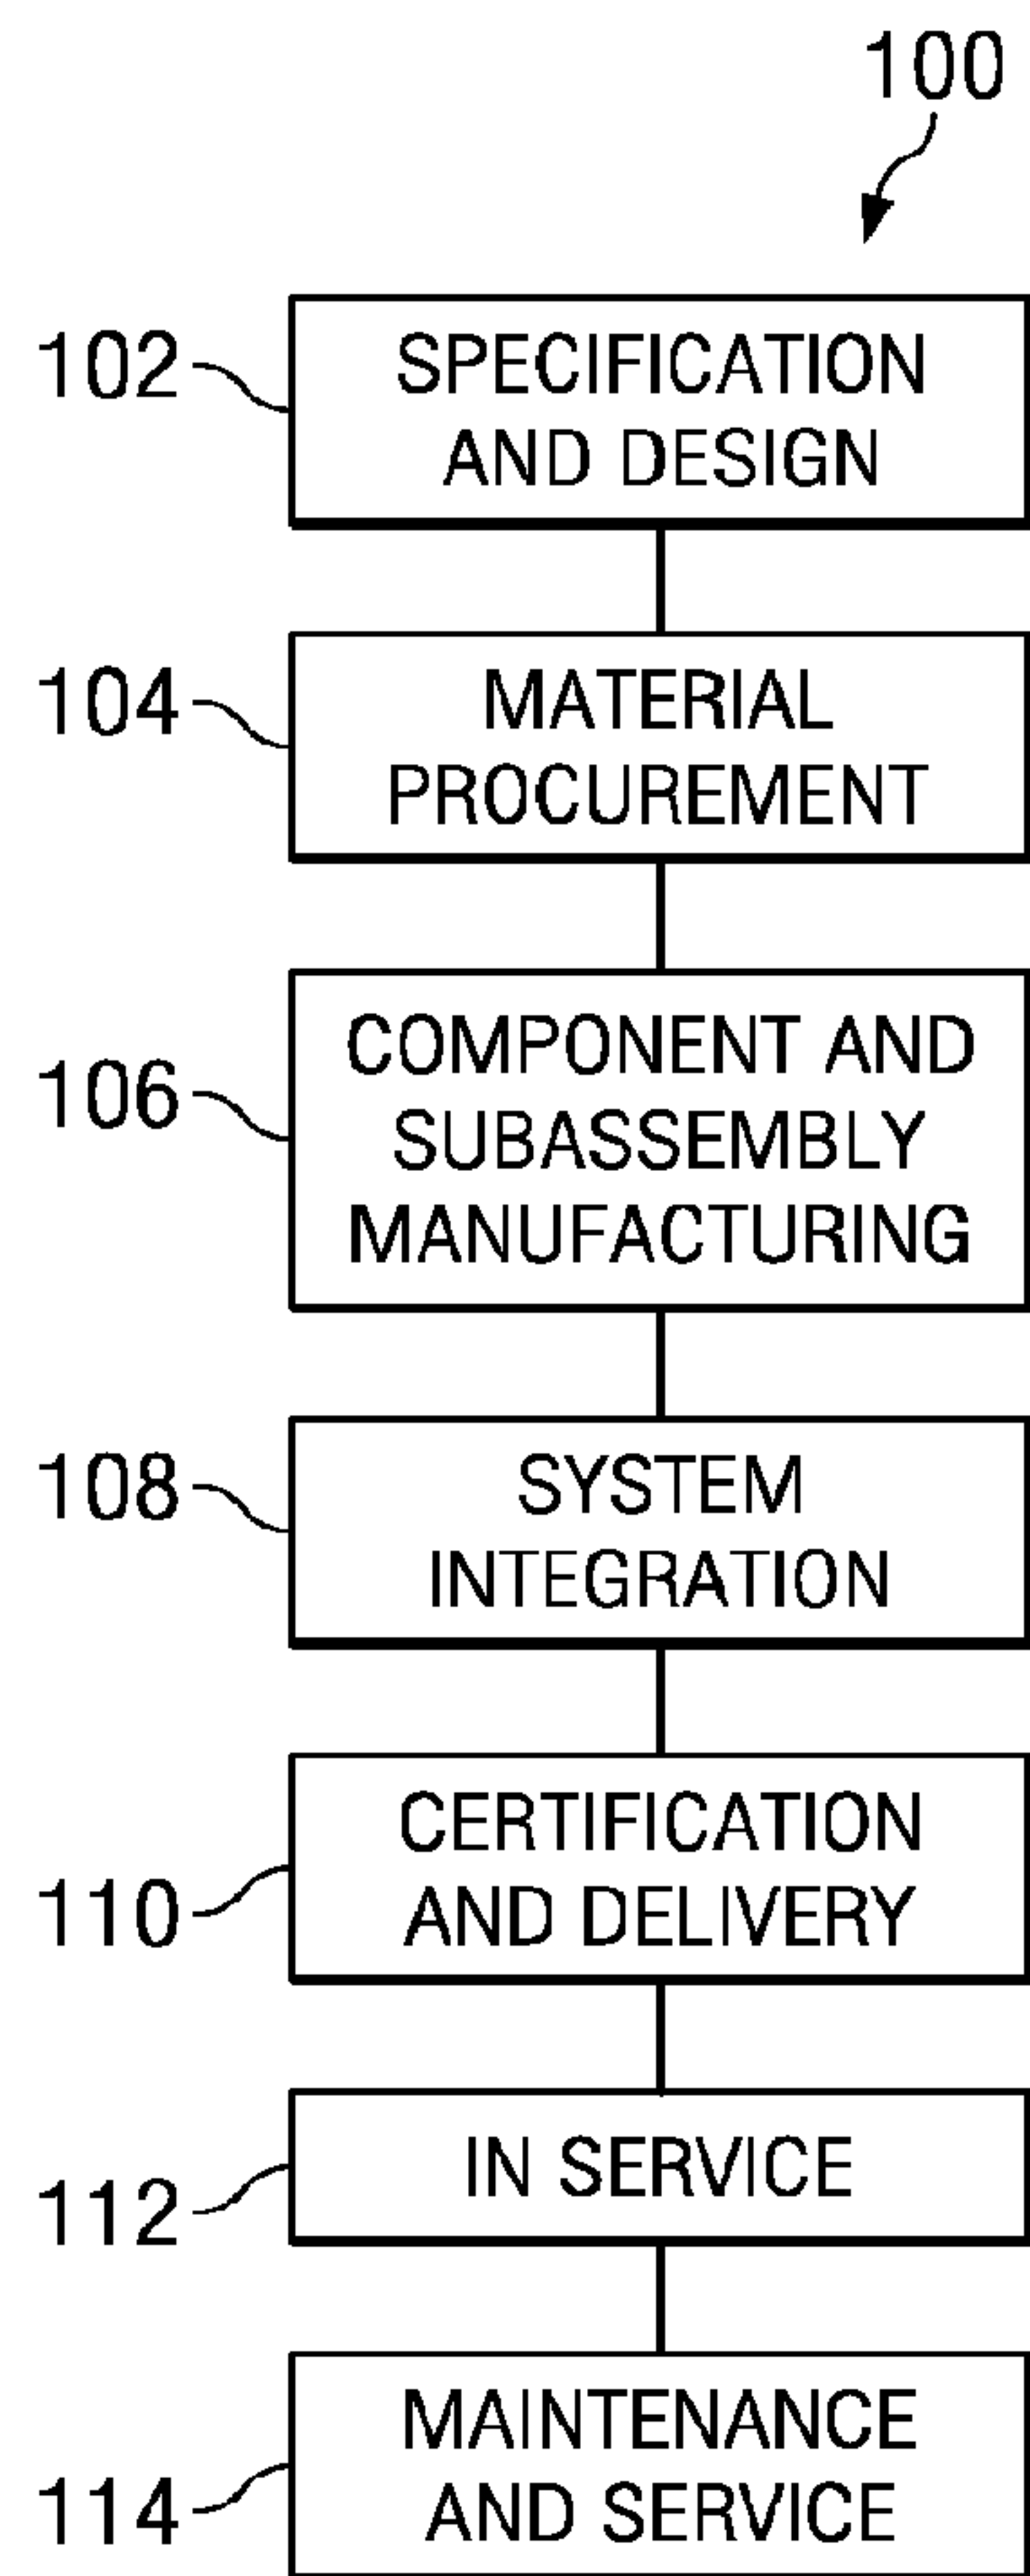 100
102
SPECIFICATION
AND DESIGN
104
MATERIAL
PROCUREMENT
106
COMPONENT AND
SUBASSEMBLY
MANUFACTURING
108
SYSTEM
INTEGRATION
110
CERTIFICATION
AND DELIVERY
112
IN SERVICE
114
MAINTENANCE
AND SERVICE